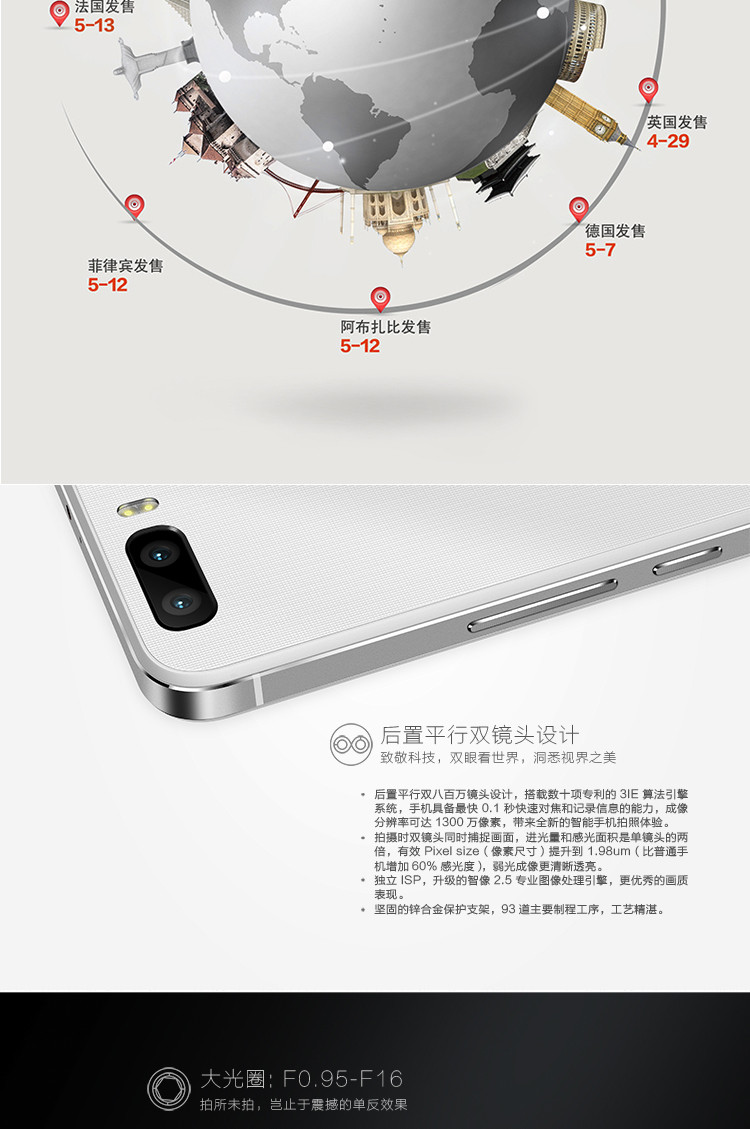 法国发售
5-13
英国发售
4-29
德国发售
5-7
菲律宾发售
5-12
阿布扎比发售
5-12
后置平行双镜头设计
致敬科技，双眼看世界，洞悉视界之美
• 后置平行双八百万镜头设计，搭载数十项专利的 3IE 算法引擎
系统，手机具备最快 0.1 秒快速对焦和记录信息的能力，成像
分辨率可达 1300 万像素，带来全新的智能手机拍照体验。
• 拍摄时双镜头同时捕捉画面，进光量和感光面积是单镜头的两
倍，有效 Pixel size（像素尺寸）提升到 1.98um（比普通手
机增加 60% 感光度），弱光成像更清晰透亮。
• 独立 ISP，升级的智像 2.5 专业图像处理引擎，更优秀的画质
表现。
• 坚固的锌合金保护支架，93 道主要制程工序，工艺精湛。
大光圈: F0.95-F16
拍所未拍，岂止于震撼的单反效果